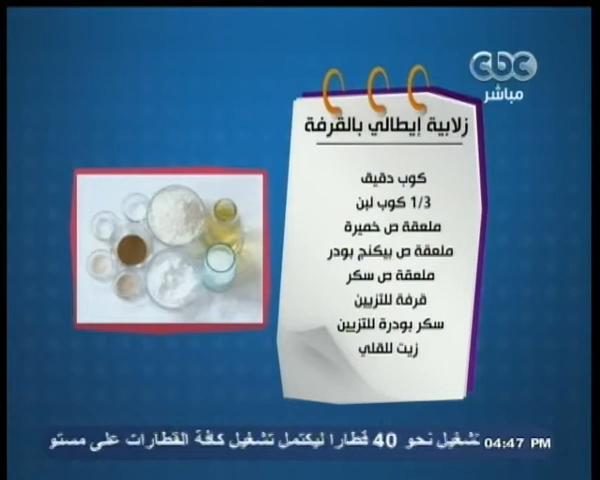 cbc
مباشر
زلابية إيطالي بالقرفة
كوب دقيق
1/3 كوب لبن
ملعقة ص خميرة
ملعقة ص بيكنج بودر
ملعقة ص سكر
قرفة للتزيين
سكر بودرة للتزيين
زيت للقلي
تشغيل نحو 40 قطارا ليكتمل تشغيل كافة القطارات على مستو
04:47 PM